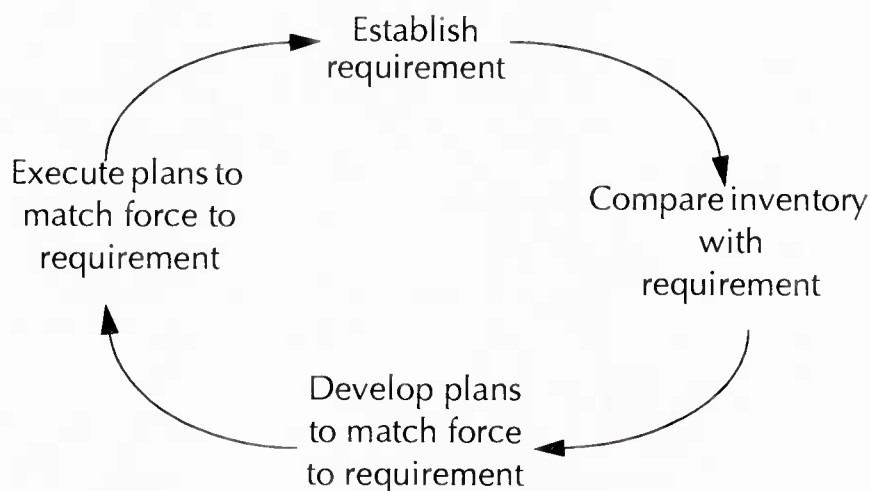 Establish
requirement
Compare inventory
with
requirement
Develop plans
to match force
to requirement
Execute plans to
match force to
requirement